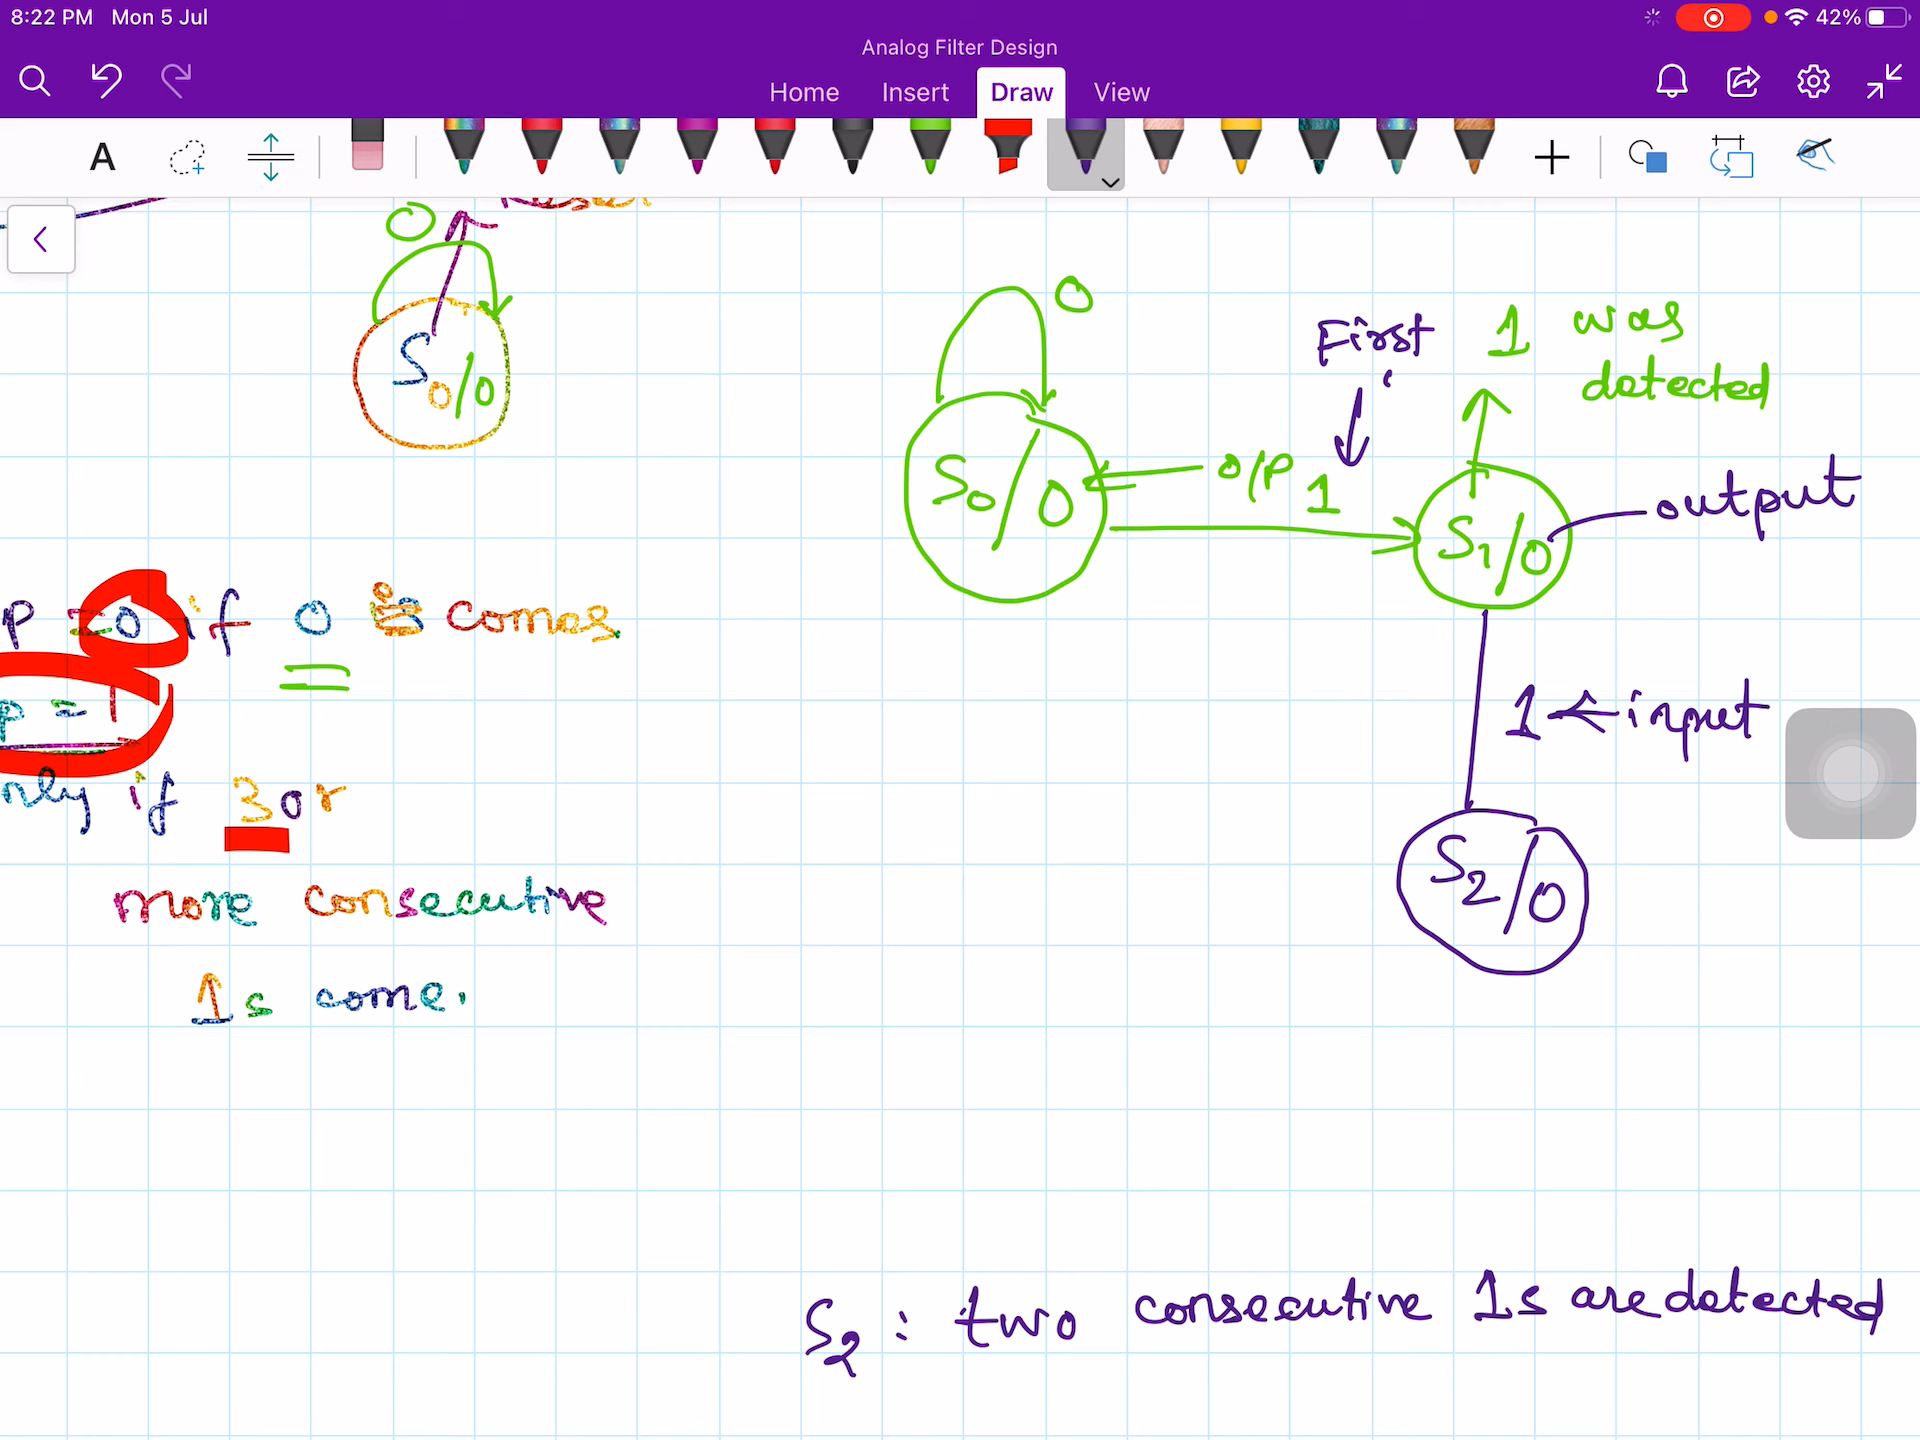 8:22 PM Mon 5 Jul
42%
Analog Filter Design
Home Insert Draw View
A
0
S0/0
0
First 1 was
detected
S0/0
O/P 1
S1/0
output
P = 0 if 0 comes
P = 1
1 ← input
only if 3 or
S2/0
more consecutive
1s come.
S2 : two consecutive 1s are detected